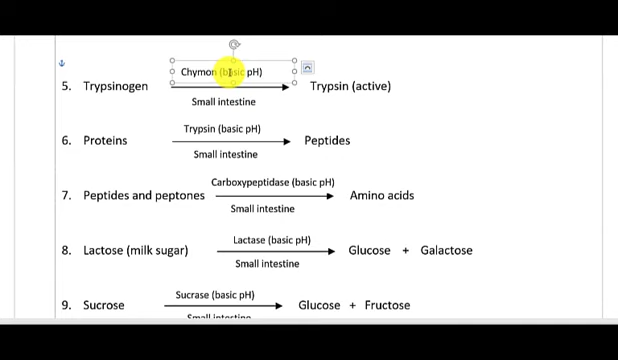 Chymon (basic pH)
5. Trypsinogen Trypsin (active)
Small intestine
Trypsin (basic pH)
6. Proteins Peptides
Small intestine
Carboxypeptidase (basic pH)
7. Peptides and peptones Amino acids
Small intestine
Lactase (basic pH)
8. Lactose (milk sugar) Glucose + Galactose
Small intestine
Sucrase (basic pH)
9. Sucrose Glucose + Fructose
Small intestine